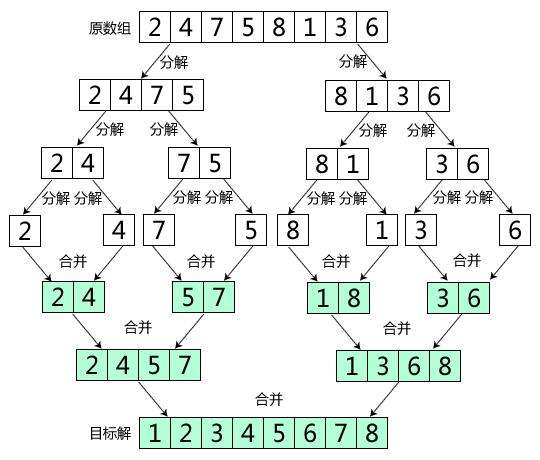 原数组 2 4 7 5 8 1 3 6
分解 分解
2 4 7 5 8 1 3 6
分解 分解 分解 分解
2 4 7 5 8 1 3 6
分解 分解 分解 分解 分解 分解 分解 分解
2 4 7 5 8 1 3 6
合并 合并 合并 合并
2 4 5 7 1 8 3 6
合并 合并
2 4 5 7 1 3 6 8
合并
目标解 1 2 3 4 5 6 7 8